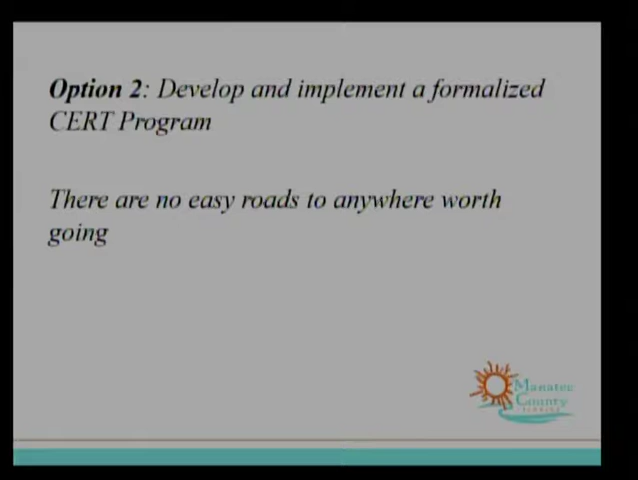 Option 2: Develop and implement a formalized
CERT Program
There are no easy roads to anywhere worth
going
Manatee
County
FLORIDA